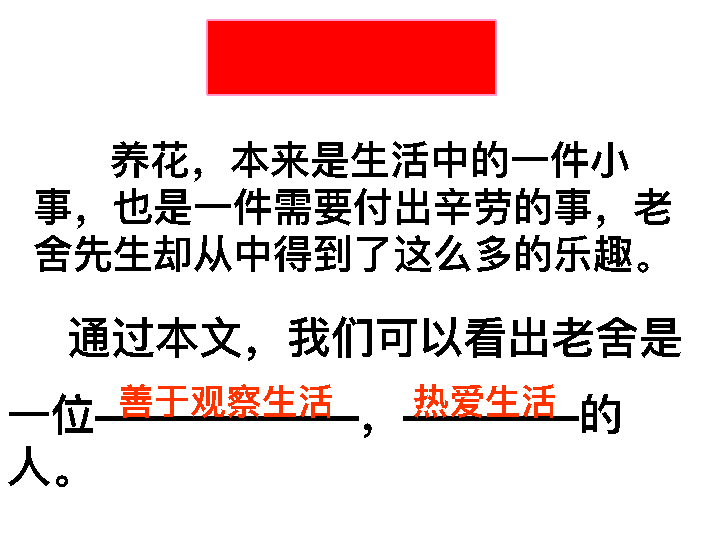 养花，本来是生活中的一件小
事，也是一件需要付出辛劳的事，老
舍先生却从中得到了这么多的乐趣。
通过本文，我们可以看出老舍是
一位善于观察生活，热爱生活的
人。